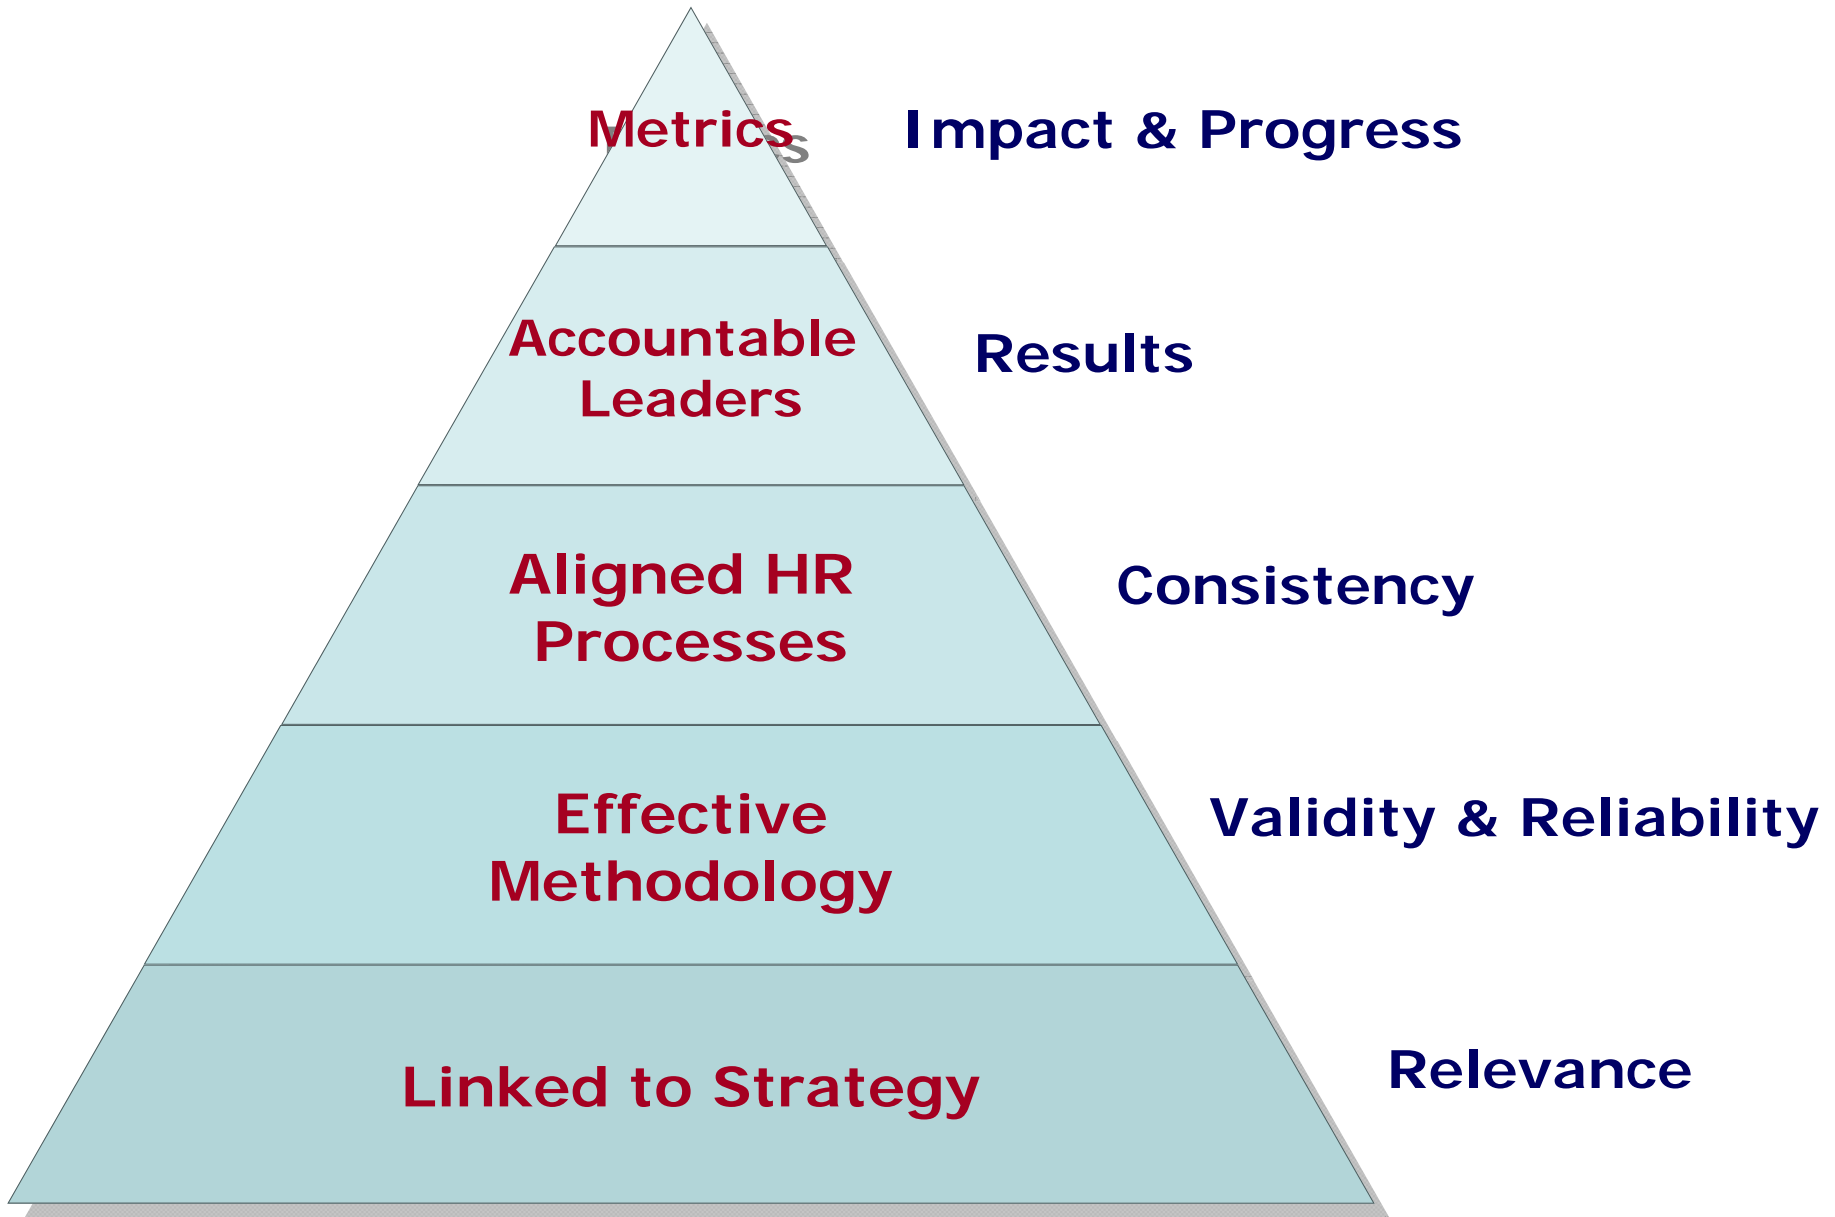 Metrics
Impact & Progress
Accountable
Leaders
Results
Aligned HR
Processes
Consistency
Effective
Methodology
Validity & Reliability
Linked to Strategy
Relevance